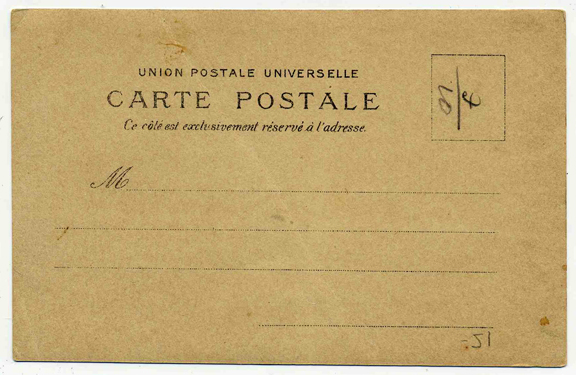 UNION POSTALE UNIVERSELLE
CARTE POSTALE
Ce côté est exclusivement réservé à l'adresse.
M